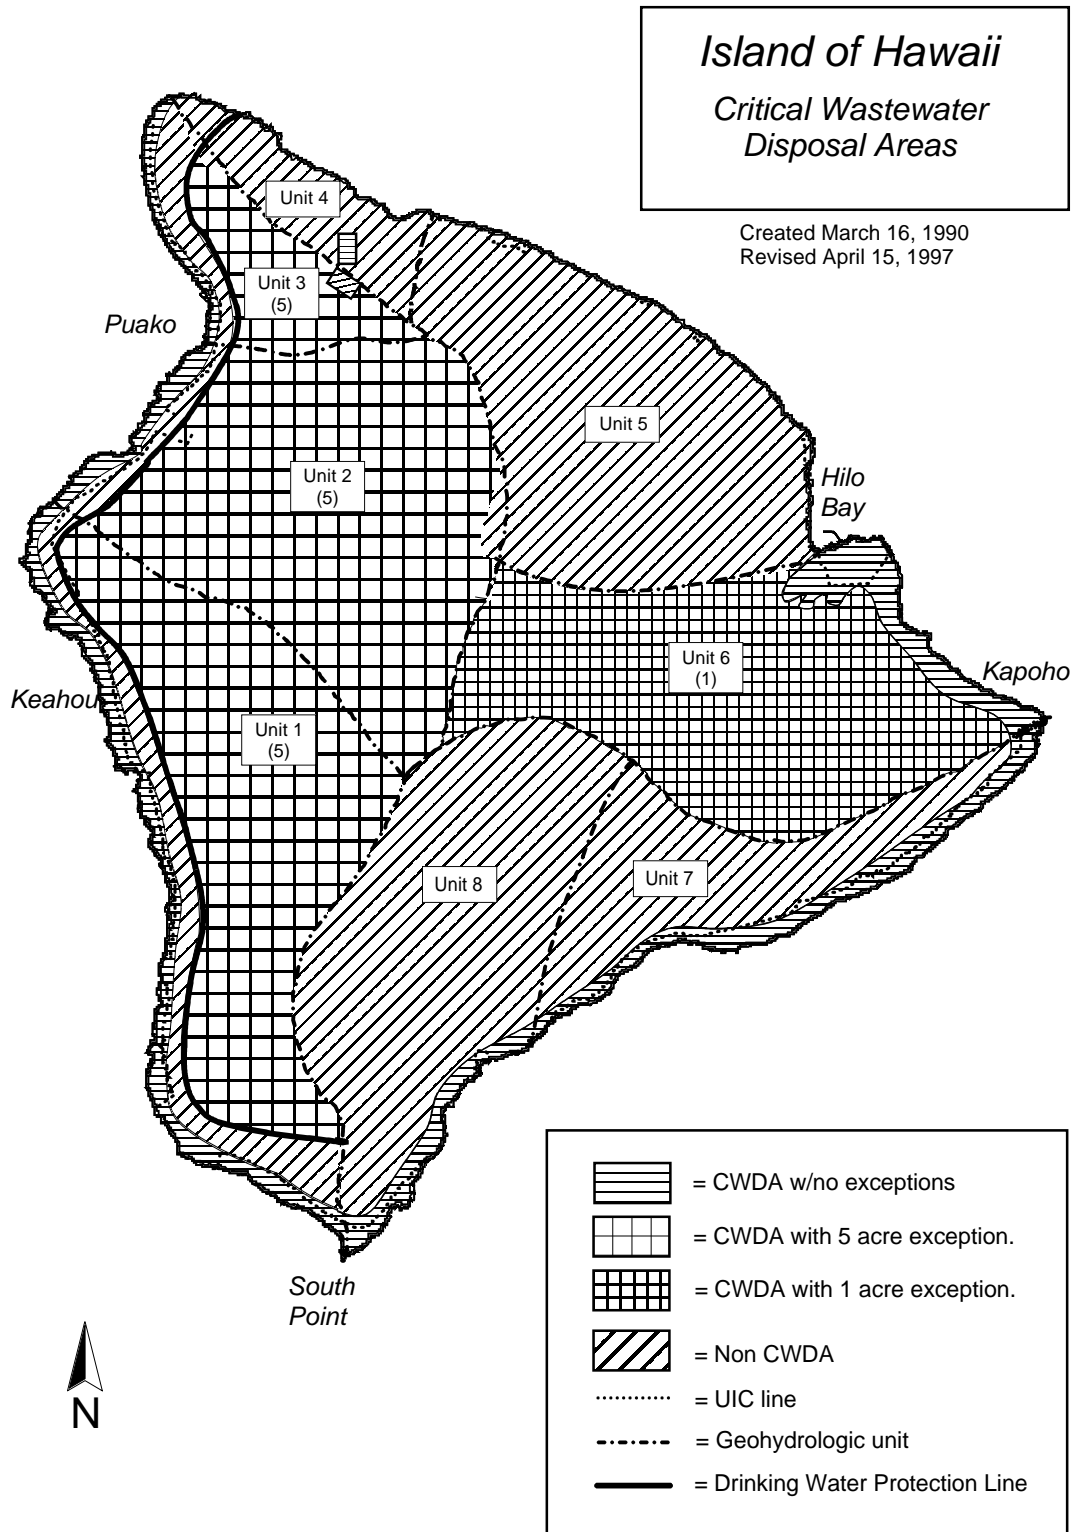 Island of Hawaii
Critical Wastewater
Disposal Areas
Created March 16, 1990
Revised April 15, 1997
Unit 4
Unit 3
(5)
Puako
Unit 5
Unit 2
(5)
Hilo
Bay
Unit 6
(1)
Kapoho
Keahou
Unit 1
(5)
Unit 8
Unit 7
South
Point
N
= CWDA w/no exceptions
= CWDA with 5 acre exception.
= CWDA with 1 acre exception.
= Non CWDA
= UIC line
= Geohydrologic unit
= Drinking Water Protection Line